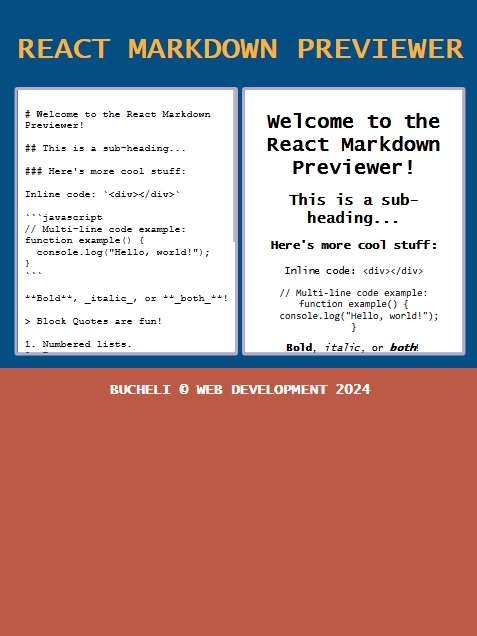 REACT MARKDOWN PREVIEWER
# Welcome to the React Markdown
Previewer!
## This is a sub-heading...
### Here's more cool stuff:
Inline code: `<div></div>`
```javascript
// Multi-line code example:
function example() {
  console.log("Hello, world!");
}
```
**Bold**, _italic_, or **_both_**!
> Block Quotes are fun!
1. Numbered lists.
Welcome to the
React Markdown
Previewer!
This is a sub-
heading...
Here's more cool stuff:
Inline code: <div></div>
// Multi-line code example:
function example() {
console.log("Hello, world!");
}
Bold, italic, or both!
BUCHELI © WEB DEVELOPMENT 2024